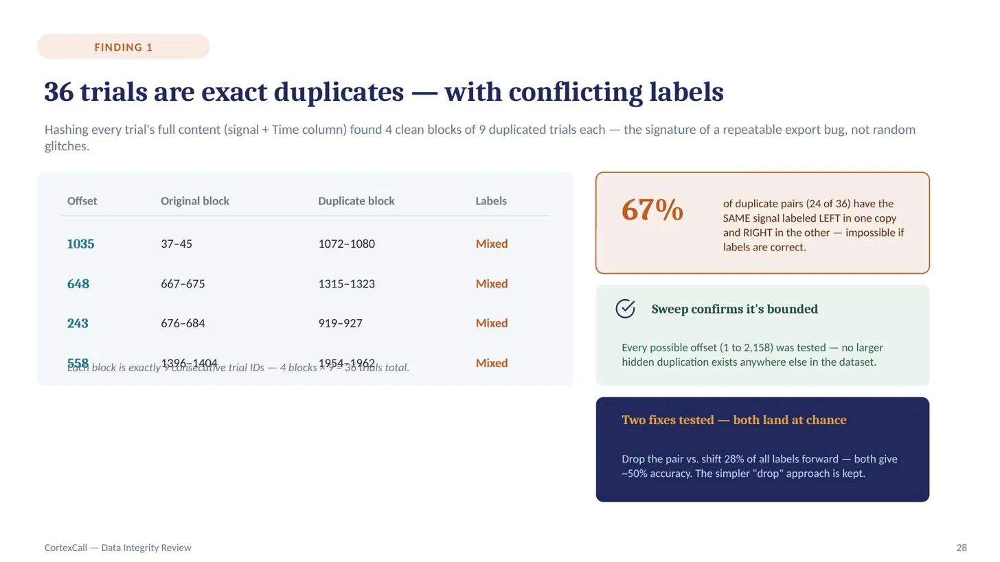 FINDING 1
36 trials are exact duplicates — with conflicting labels
Hashing every trial's full content (signal + Time column) found 4 clean blocks of 9 duplicated trials each — the signature of a repeatable export bug, not random
glitches.
Offset Original block Duplicate block Labels
1035 37–45 1072–1080 Mixed
648 667–675 1315–1323 Mixed
243 676–684 919–927 Mixed
558 1396–1404 1954–1962 Mixed
Each block is exactly 9 consecutive trial IDs — 4 blocks × 9 = 36 trials total.
67%
of duplicate pairs (24 of 36) have the
SAME signal labeled LEFT in one copy
and RIGHT in the other — impossible if
labels are correct.
Sweep confirms it's bounded
Every possible offset (1 to 2,158) was tested — no larger
hidden duplication exists anywhere else in the dataset.
Two fixes tested — both land at chance
Drop the pair vs. shift 28% of all labels forward — both give
~50% accuracy. The simpler "drop" approach is kept.
CortexCall — Data Integrity Review
28